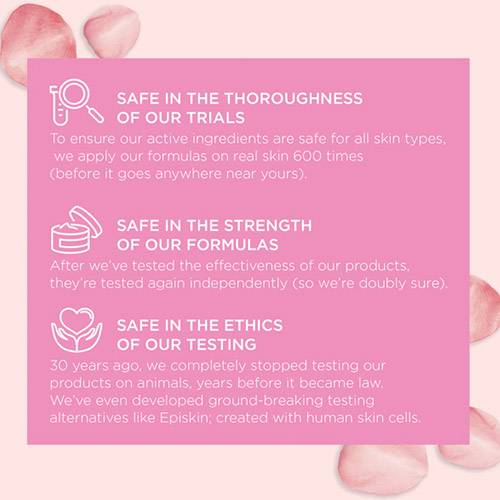 SAFE IN THE THOROUGHNESS
OF OUR TRIALS
To ensure our active ingredients are safe for all skin types,
we apply our formulas on real skin 600 times
(before it goes anywhere near yours).
SAFE IN THE STRENGTH
OF OUR FORMULAS
After we've tested the effectiveness of our products,
they're tested again independently (so we're doubly sure).
SAFE IN THE ETHICS
OF OUR TESTING
30 years ago, we completely stopped testing our
products on animals, years before it became law.
We've even developed ground-breaking testing
alternatives like Episkin; created with human skin cells.